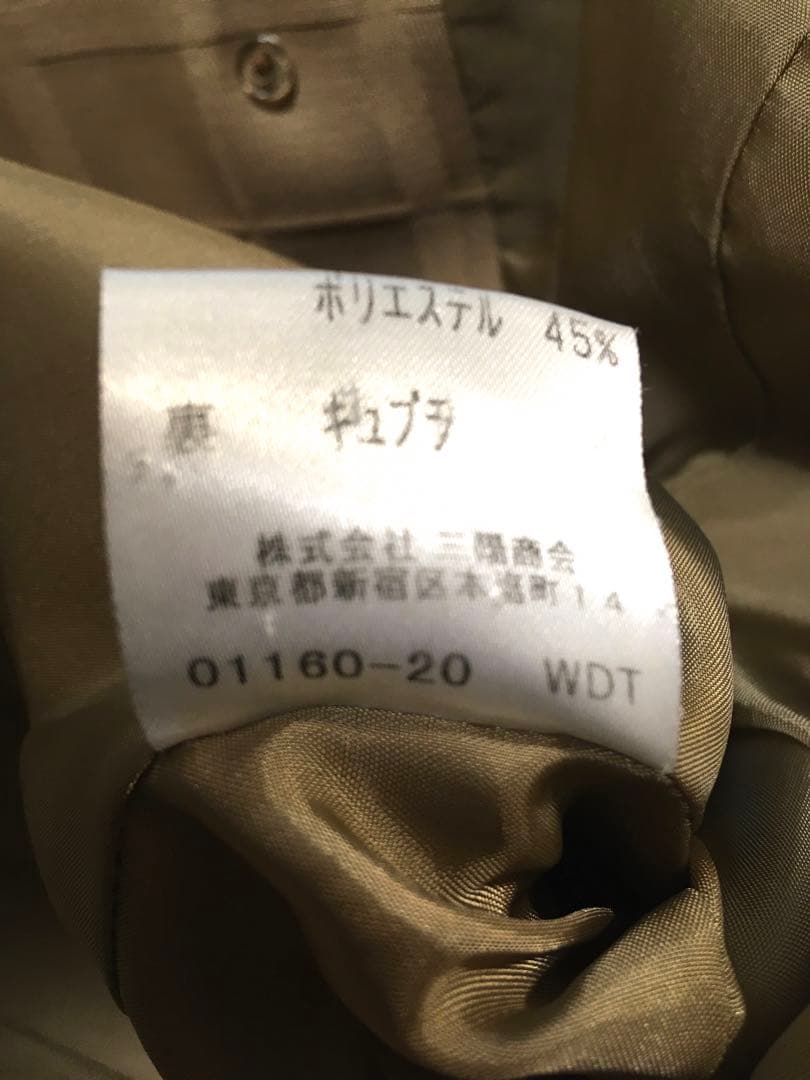 ポリエステル 45%
裏 キュプラ
株式会社 三陽商会
東京都新宿区本塩町14
01160-20 WDT